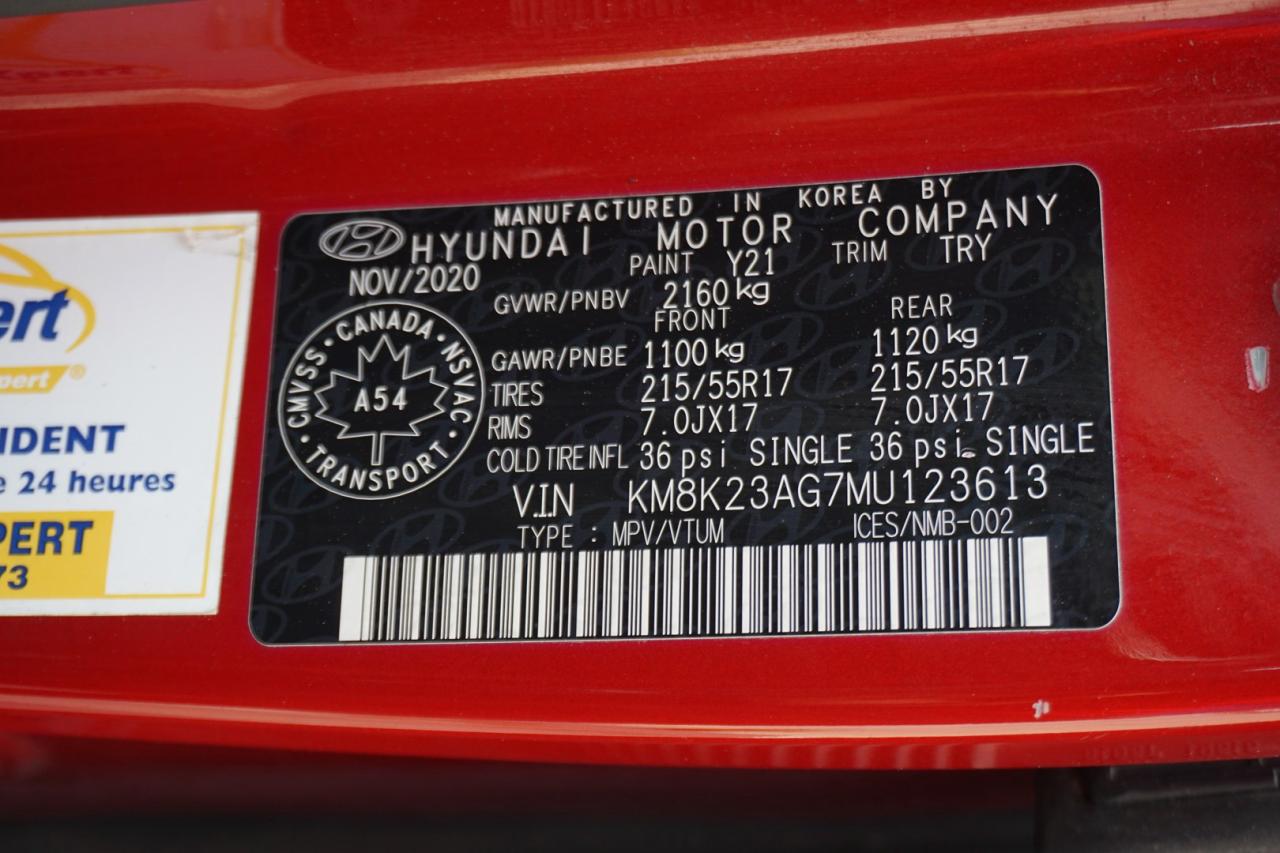 MANUFACTURED IN KOREA BY
HYUNDAI MOTOR COMPANY
NOV/2020 PAINT Y21 TRIM TRY
GVWR/PNBV 2160 kg
FRONT REAR
GAWR/PNBE 1100 kg 1120 kg
TIRES 215/55R17 215/55R17
RIMS 7.0JX17 7.0JX17
COLD TIRE INFL 36 psi SINGLE 36 psi SINGLE
V.I.N KM8K23AG7MU123613
TYPE : MPV/VTUM ICES/NMB-002
CMVSS · CANADA · NSVAC · TRANSPORT ·
A54
24 heures
73